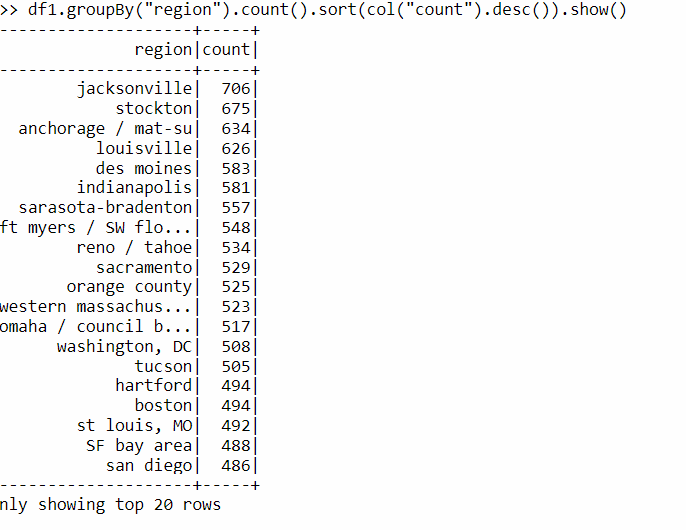 >> df1.groupBy("region").count().sort(col("count").desc()).show()
--------------------+-----+
region|count|
--------------------+-----+
jacksonville|  706|
stockton|  675|
anchorage / mat-su|  634|
louisville|  626|
des moines|  583|
indianapolis|  581|
sarasota-bradenton|  557|
ft myers / SW flo...|  548|
reno / tahoe|  534|
sacramento|  529|
orange county|  525|
western massachus...|  523|
omaha / council b...|  517|
washington, DC|  508|
tucson|  505|
hartford|  494|
boston|  494|
st louis, MO|  492|
SF bay area|  488|
san diego|  486|
--------------------+-----+
nly showing top 20 rows